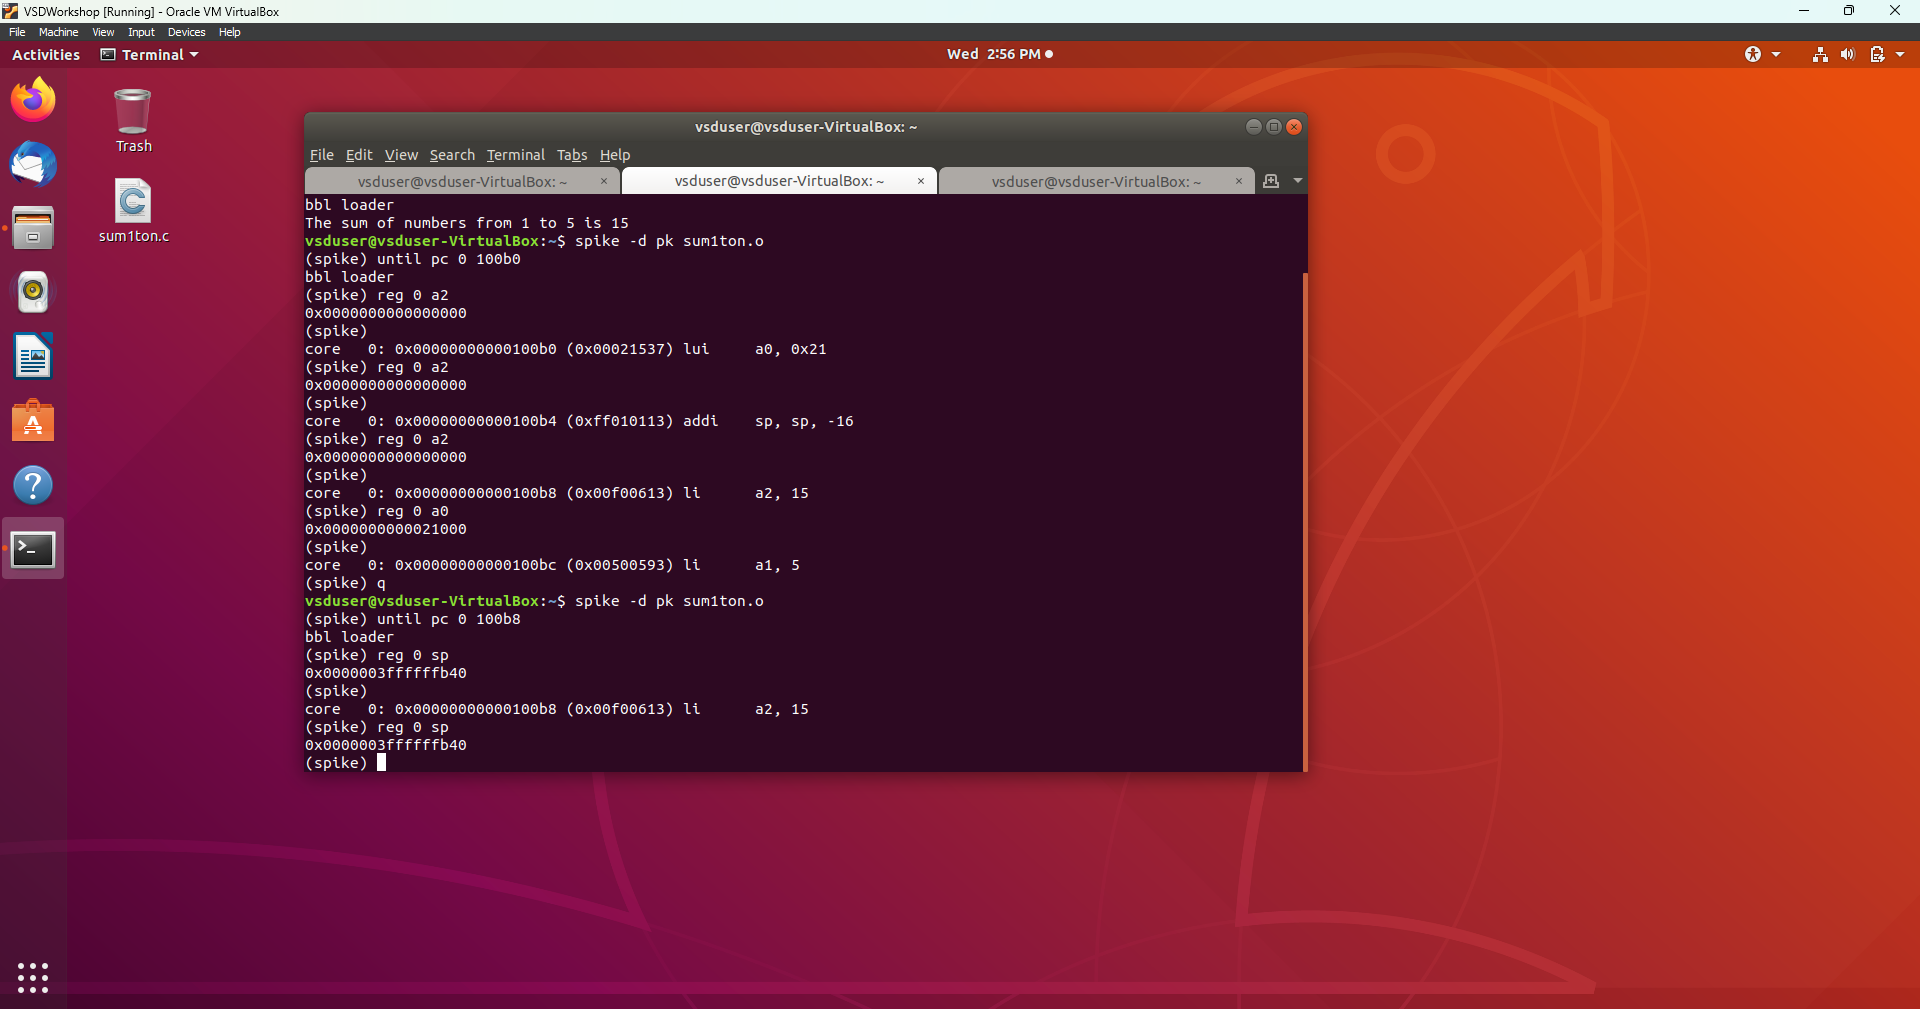 VSDWorkshop [Running] - Oracle VM VirtualBox
File Machine View Input Devices Help
Activities Terminal Wed 2:56 PM
Trash
sum1ton.c
vsduser@vsduser-VirtualBox: ~
File Edit View Search Terminal Tabs Help
vsduser@vsduser-VirtualBox: ~ × vsduser@vsduser-VirtualBox: ~ × vsduser@vsduser-VirtualBox: ~ ×
bbl loader
The sum of numbers from 1 to 5 is 15
vsduser@vsduser-VirtualBox:~$ spike -d pk sum1ton.o
(spike) until pc 0 100b0
bbl loader
(spike) reg 0 a2
0x0000000000000000
(spike)
core   0: 0x00000000000100b0 (0x00021537) lui     a0, 0x21
(spike) reg 0 a2
0x0000000000000000
(spike)
core   0: 0x00000000000100b4 (0xff010113) addi    sp, sp, -16
(spike) reg 0 a2
0x0000000000000000
(spike)
core   0: 0x00000000000100b8 (0x00f00613) li      a2, 15
(spike) reg 0 a0
0x0000000000021000
(spike)
core   0: 0x00000000000100bc (0x00500593) li      a1, 5
(spike) q
vsduser@vsduser-VirtualBox:~$ spike -d pk sum1ton.o
(spike) until pc 0 100b8
bbl loader
(spike) reg 0 sp
0x0000003ffffffb40
(spike)
core   0: 0x00000000000100b8 (0x00f00613) li      a2, 15
(spike) reg 0 sp
0x0000003ffffffb40
(spike)